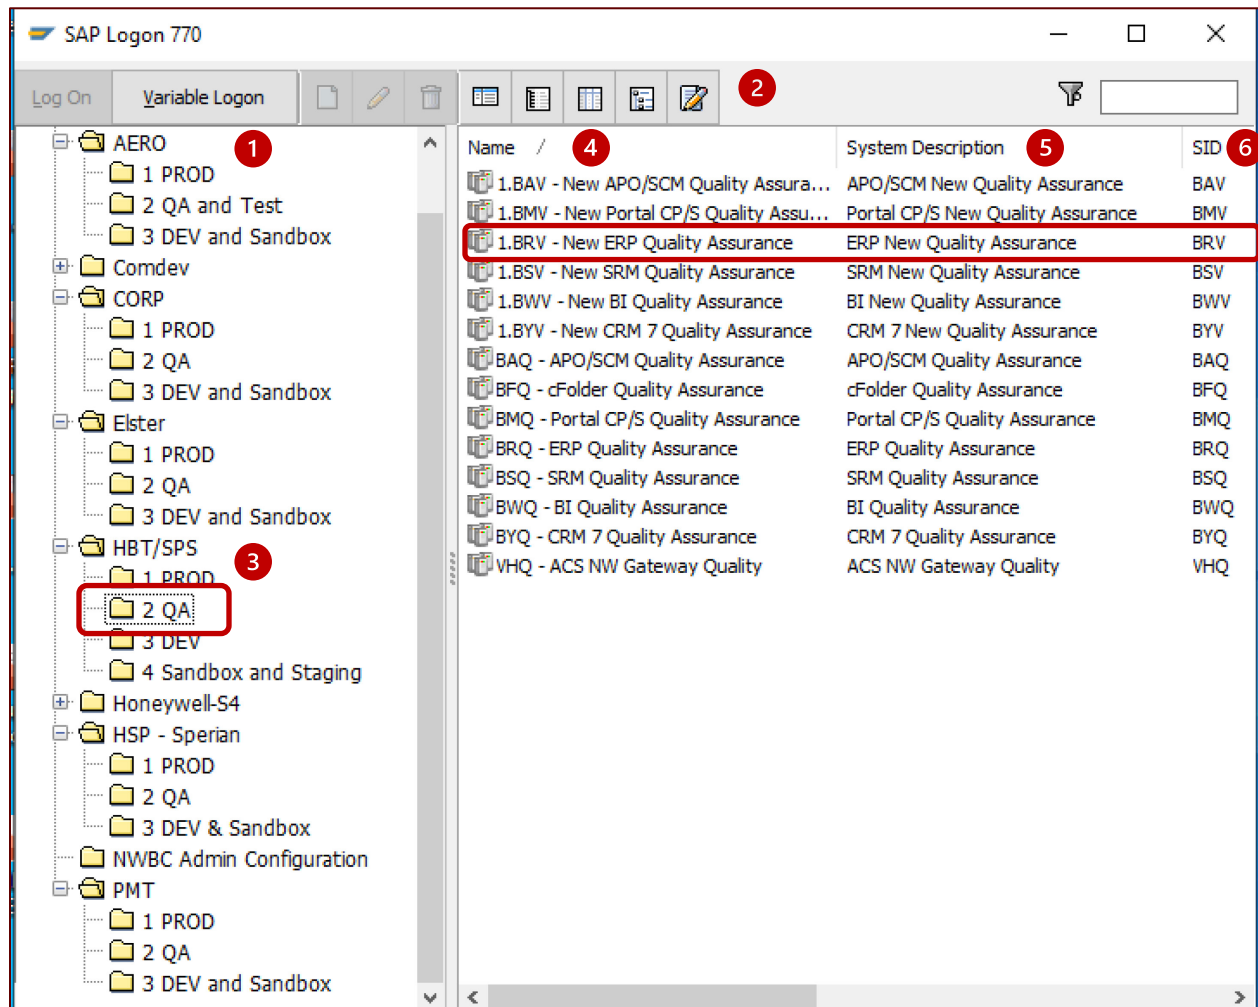 SAP Logon 770
Log On Variable Logon 2
AERO 1
1 PROD
2 QA and Test
3 DEV and Sandbox
Comdev
CORP
1 PROD
2 QA
3 DEV and Sandbox
Elster
1 PROD
2 QA
3 DEV and Sandbox
HBT/SPS 3
1 PROD
2 QA
3 DEV
4 Sandbox and Staging
Honeywell-S4
HSP - Sperian
1 PROD
2 QA
3 DEV & Sandbox
NWBC Admin Configuration
PMT
1 PROD
2 QA
3 DEV and Sandbox
Name / 4 System Description 5 SID 6
1.BAV - New APO/SCM Quality Assura... APO/SCM New Quality Assurance BAV
1.BMV - New Portal CP/S Quality Assu... Portal CP/S New Quality Assurance BMV
1.BRV - New ERP Quality Assurance ERP New Quality Assurance BRV
1.BSV - New SRM Quality Assurance SRM New Quality Assurance BSV
1.BWV - New BI Quality Assurance BI New Quality Assurance BWV
1.BYV - New CRM 7 Quality Assurance CRM 7 New Quality Assurance BYV
BAQ - APO/SCM Quality Assurance APO/SCM Quality Assurance BAQ
BFQ - cFolder Quality Assurance cFolder Quality Assurance BFQ
BMQ - Portal CP/S Quality Assurance Portal CP/S Quality Assurance BMQ
BRQ - ERP Quality Assurance ERP Quality Assurance BRQ
BSQ - SRM Quality Assurance SRM Quality Assurance BSQ
BWQ - BI Quality Assurance BI Quality Assurance BWQ
BYQ - CRM 7 Quality Assurance CRM 7 Quality Assurance BYQ
VHQ - ACS NW Gateway Quality ACS NW Gateway Quality VHQ